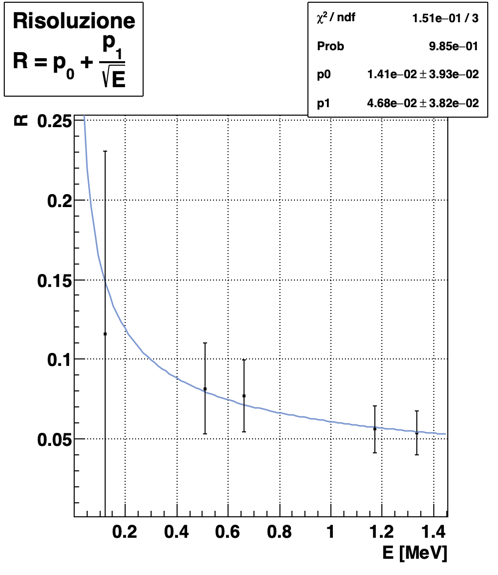 Risoluzione
R = p₀ + p₁/√E
χ² / ndf 1.51e−01 / 3
Prob 9.85e−01
p0 1.41e−02 ± 3.93e−02
p1 4.68e−02 ± 3.82e−02
R
0.25
0.2
0.15
0.1
0.05
0.2 0.4 0.6 0.8 1 1.2 1.4
E [MeV]